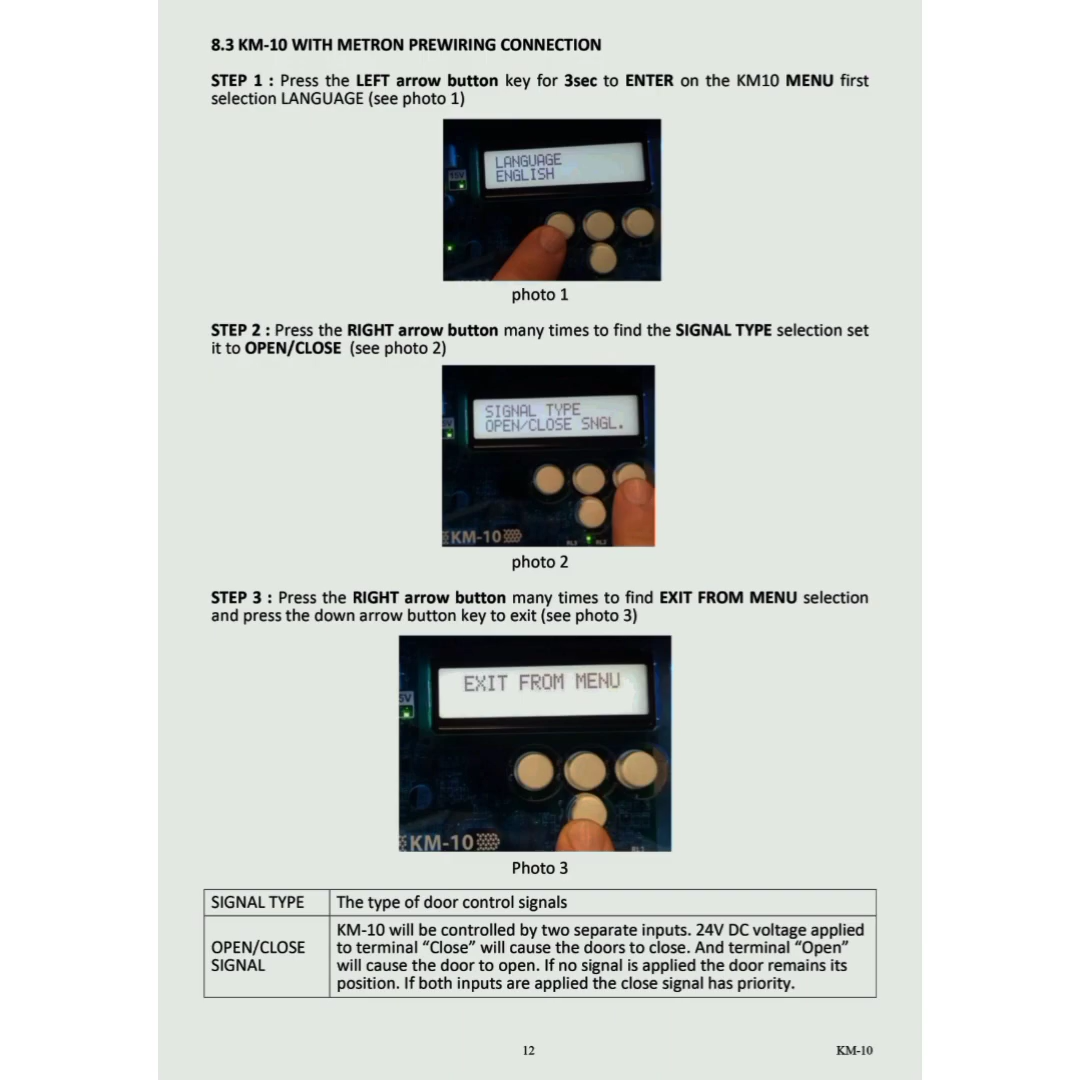 8.3 KM-10 WITH METRON PREWIRING CONNECTION
STEP 1 : Press the LEFT arrow button key for 3sec to ENTER on the KM10 MENU first
selection LANGUAGE (see photo 1)
15V
LANGUAGE
ENGLISH
photo 1
STEP 2 : Press the RIGHT arrow button many times to find the SIGNAL TYPE selection set
it to OPEN/CLOSE (see photo 2)
SIGNAL TYPE
OPEN/CLOSE SNGL.
KM-10
RL2
photo 2
STEP 3 : Press the RIGHT arrow button many times to find EXIT FROM MENU selection
and press the down arrow button key to exit (see photo 3)
5V
EXIT FROM MENU
KM-10
Photo 3
SIGNAL TYPE
The type of door control signals
OPEN/CLOSE
SIGNAL
KM-10 will be controlled by two separate inputs. 24V DC voltage applied
to terminal “Close” will cause the doors to close. And terminal “Open”
will cause the door to open. If no signal is applied the door remains its
position. If both inputs are applied the close signal has priority.
12
KM-10